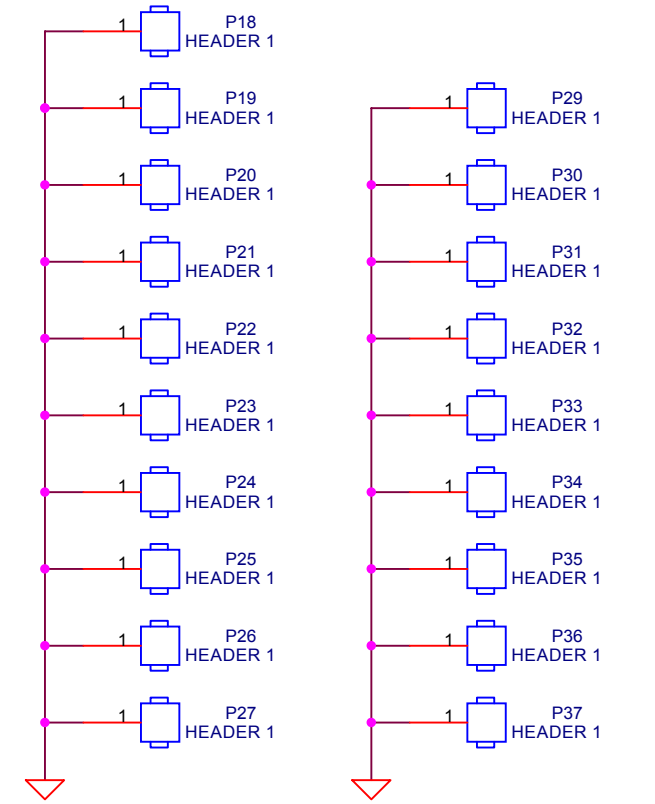 1 P18
HEADER 1
1 P19
HEADER 1
1 P20
HEADER 1
1 P21
HEADER 1
1 P22
HEADER 1
1 P23
HEADER 1
1 P24
HEADER 1
1 P25
HEADER 1
1 P26
HEADER 1
1 P27
HEADER 1
1 P29
HEADER 1
1 P30
HEADER 1
1 P31
HEADER 1
1 P32
HEADER 1
1 P33
HEADER 1
1 P34
HEADER 1
1 P35
HEADER 1
1 P36
HEADER 1
1 P37
HEADER 1